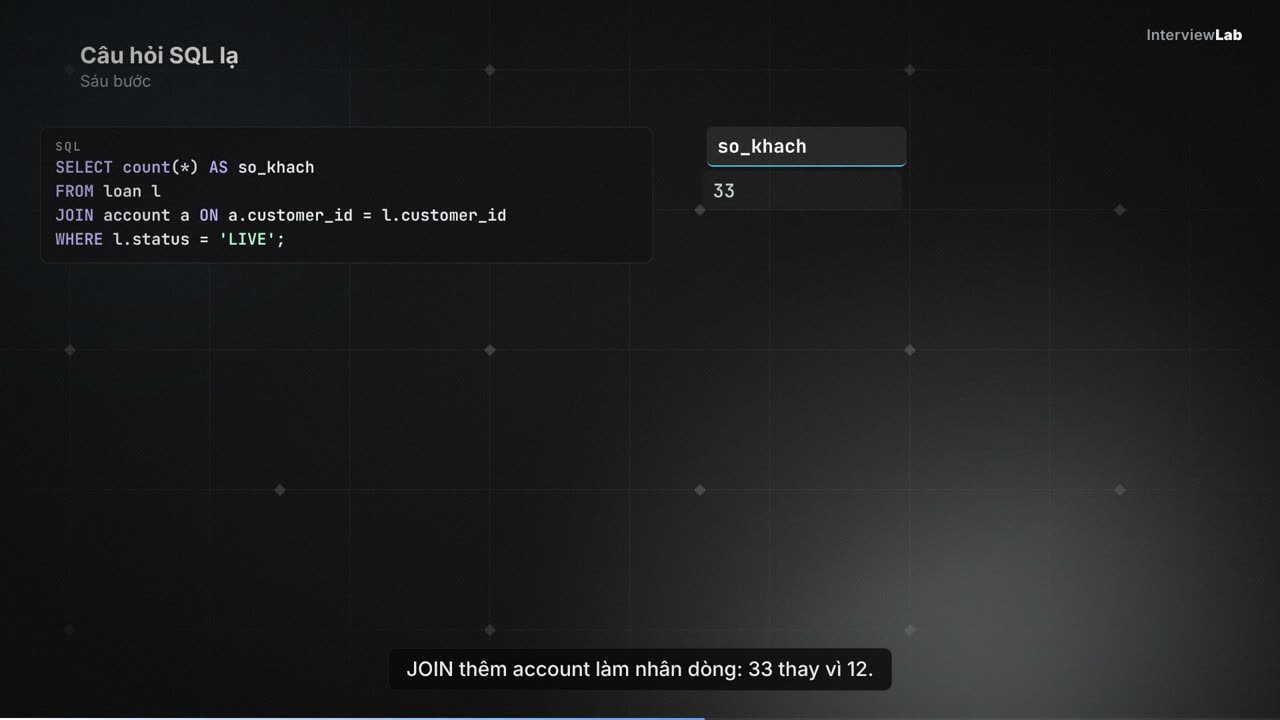 Câu hỏi SQL lạ
Sáu bước
InterviewLab
SQL
SELECT count(*) AS so_khach
FROM loan l
JOIN account a ON a.customer_id = l.customer_id
WHERE l.status = 'LIVE';
so_khach
33
JOIN thêm account làm nhân dòng: 33 thay vì 12.